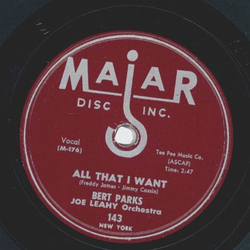 MAJAR
DISC INC.
Vocal
(M-176)
Tee Pee Music Co.
(ASCAP)
Time: 2:47
ALL THAT I WANT
(Freddy James - Jimmy Cassin)
BERT PARKS
JOE LEAHY Orchestra
143
NEW YORK